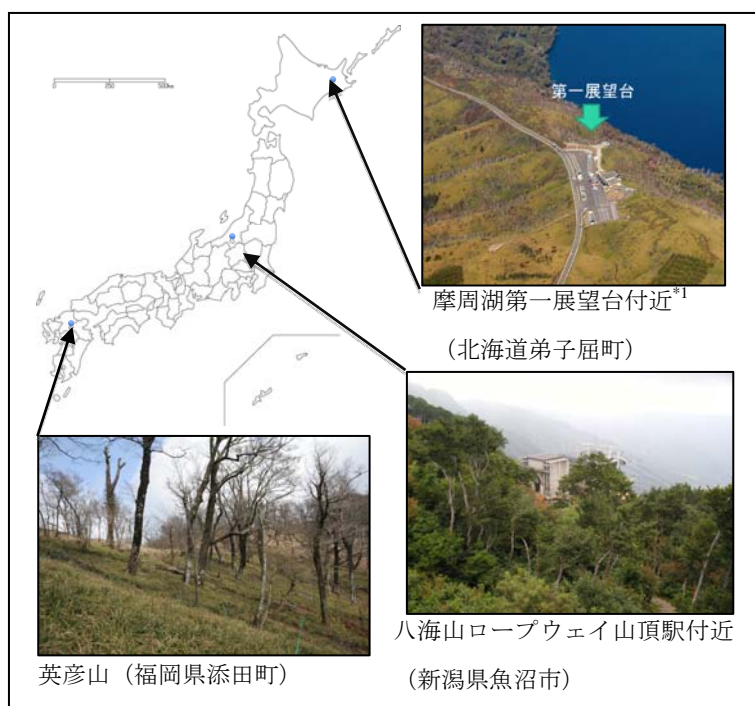 0 250 500km
第一展望台
摩周湖第一展望台付近*1
（北海道弟子屈町）
八海山ロープウェイ山頂駅付近
（新潟県魚沼市）
英彦山（福岡県添田町）